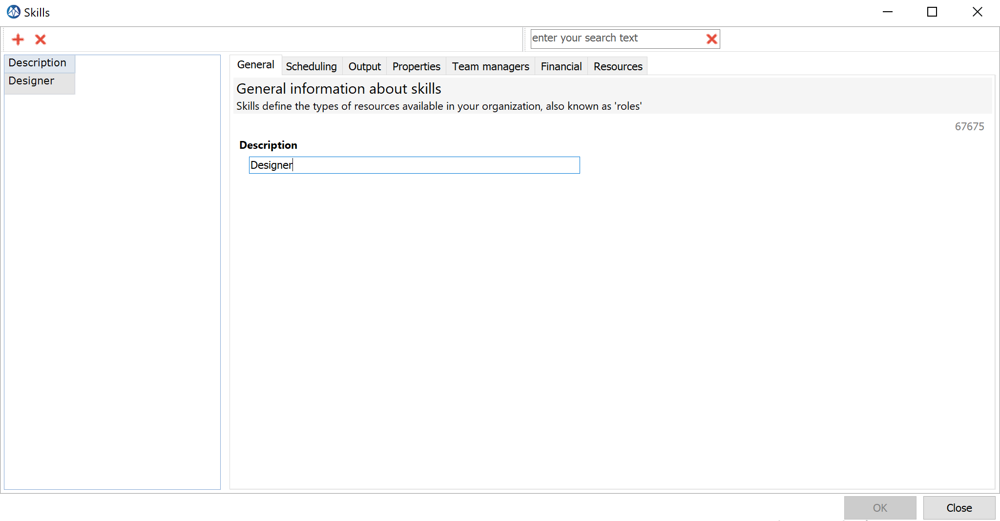 Skills
enter your search text
Description
Designer
General Scheduling Output Properties Team managers Financial Resources
General information about skills
Skills define the types of resources available in your organization, also known as 'roles'
67675
Description
Designer
OK Close